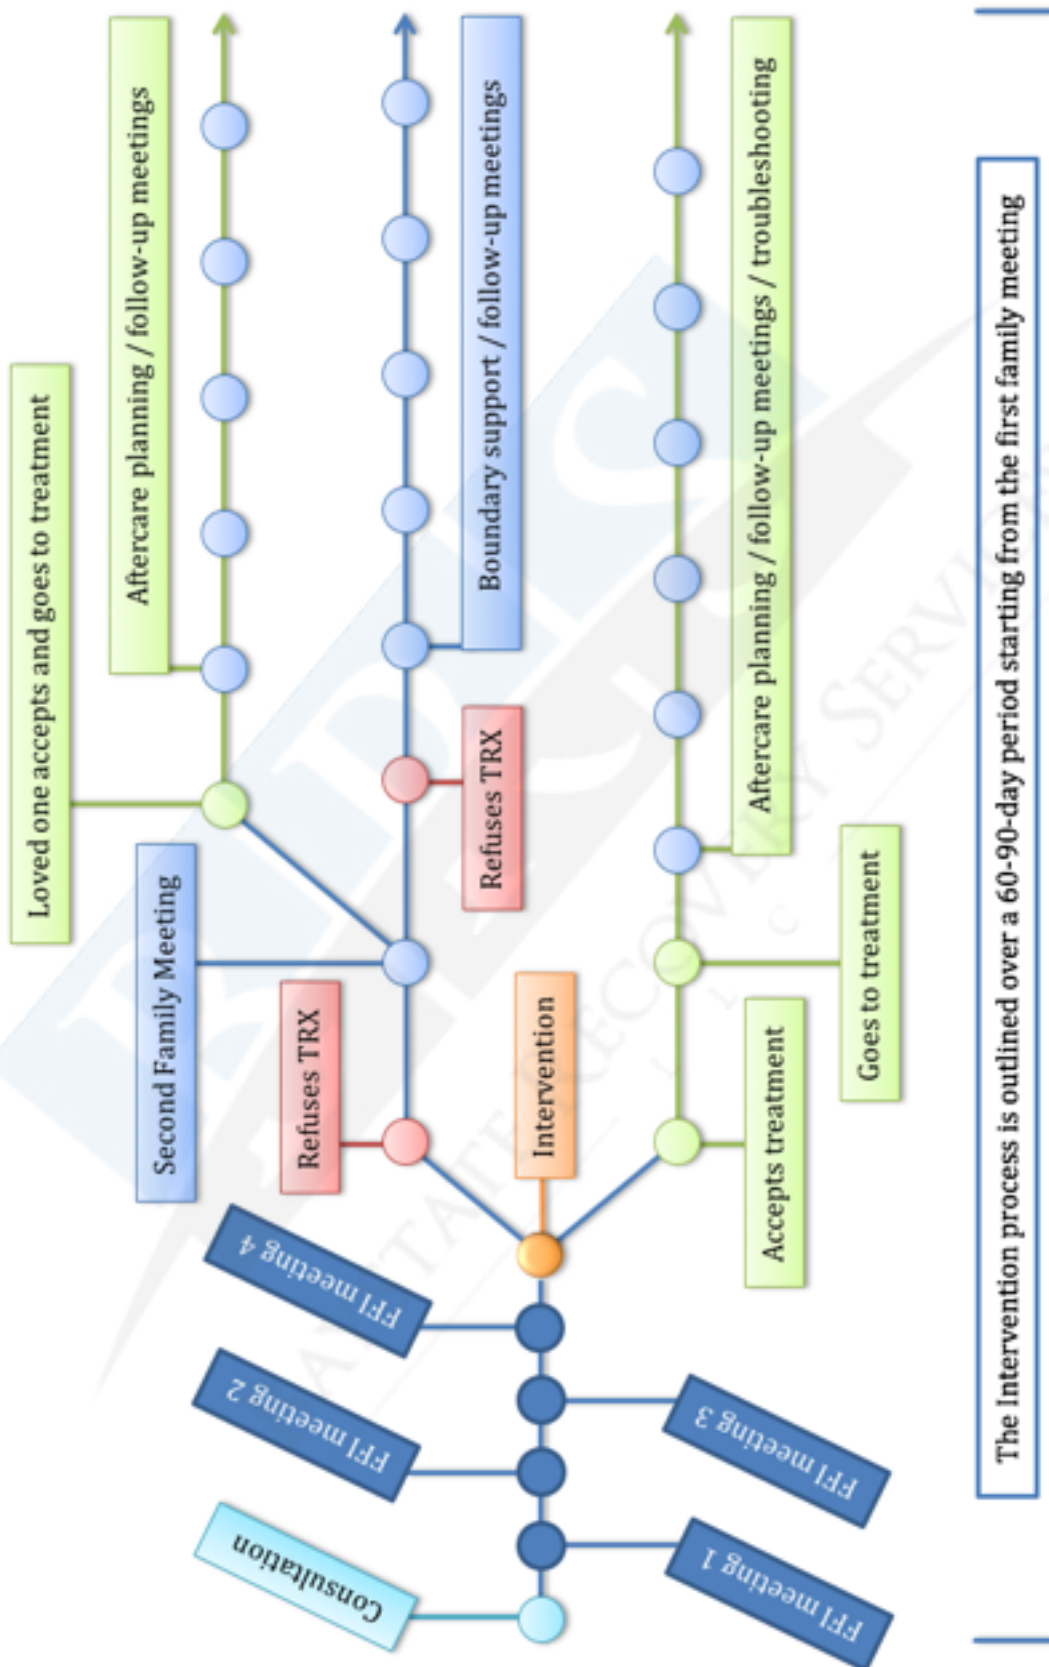 Loved one accepts and goes to treatment
Aftercare planning / follow-up meetings
Second Family Meeting
Refuses TRX
Boundary support / follow-up meetings
Refuses TRX
Consultation
FFI meeting 2
FFI meeting 4
Intervention
FFI meeting 1
FFI meeting 3
Accepts treatment
Goes to treatment
Aftercare planning / follow-up meetings / troubleshooting
The Intervention process is outlined over a 60-90-day period starting from the first family meeting